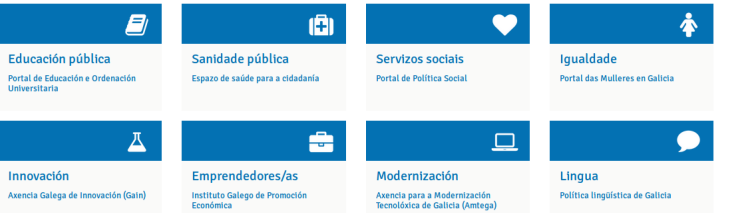 Educación pública
Portal de Educación e Ordenación
Universitaria
Sanidade pública
Espazo de saúde para a cidadanía
Servizos sociais
Portal de Política Social
Igualdade
Portal das Mulleres en Galicia
Innovación
Axencia Galega de Innovación (Gain)
Emprendedores/as
Instituto Galego de Promoción
Económica
Modernización
Axencia para a Modernización
Tecnolóxica de Galicia (Amtega)
Lingua
Política lingüística de Galicia